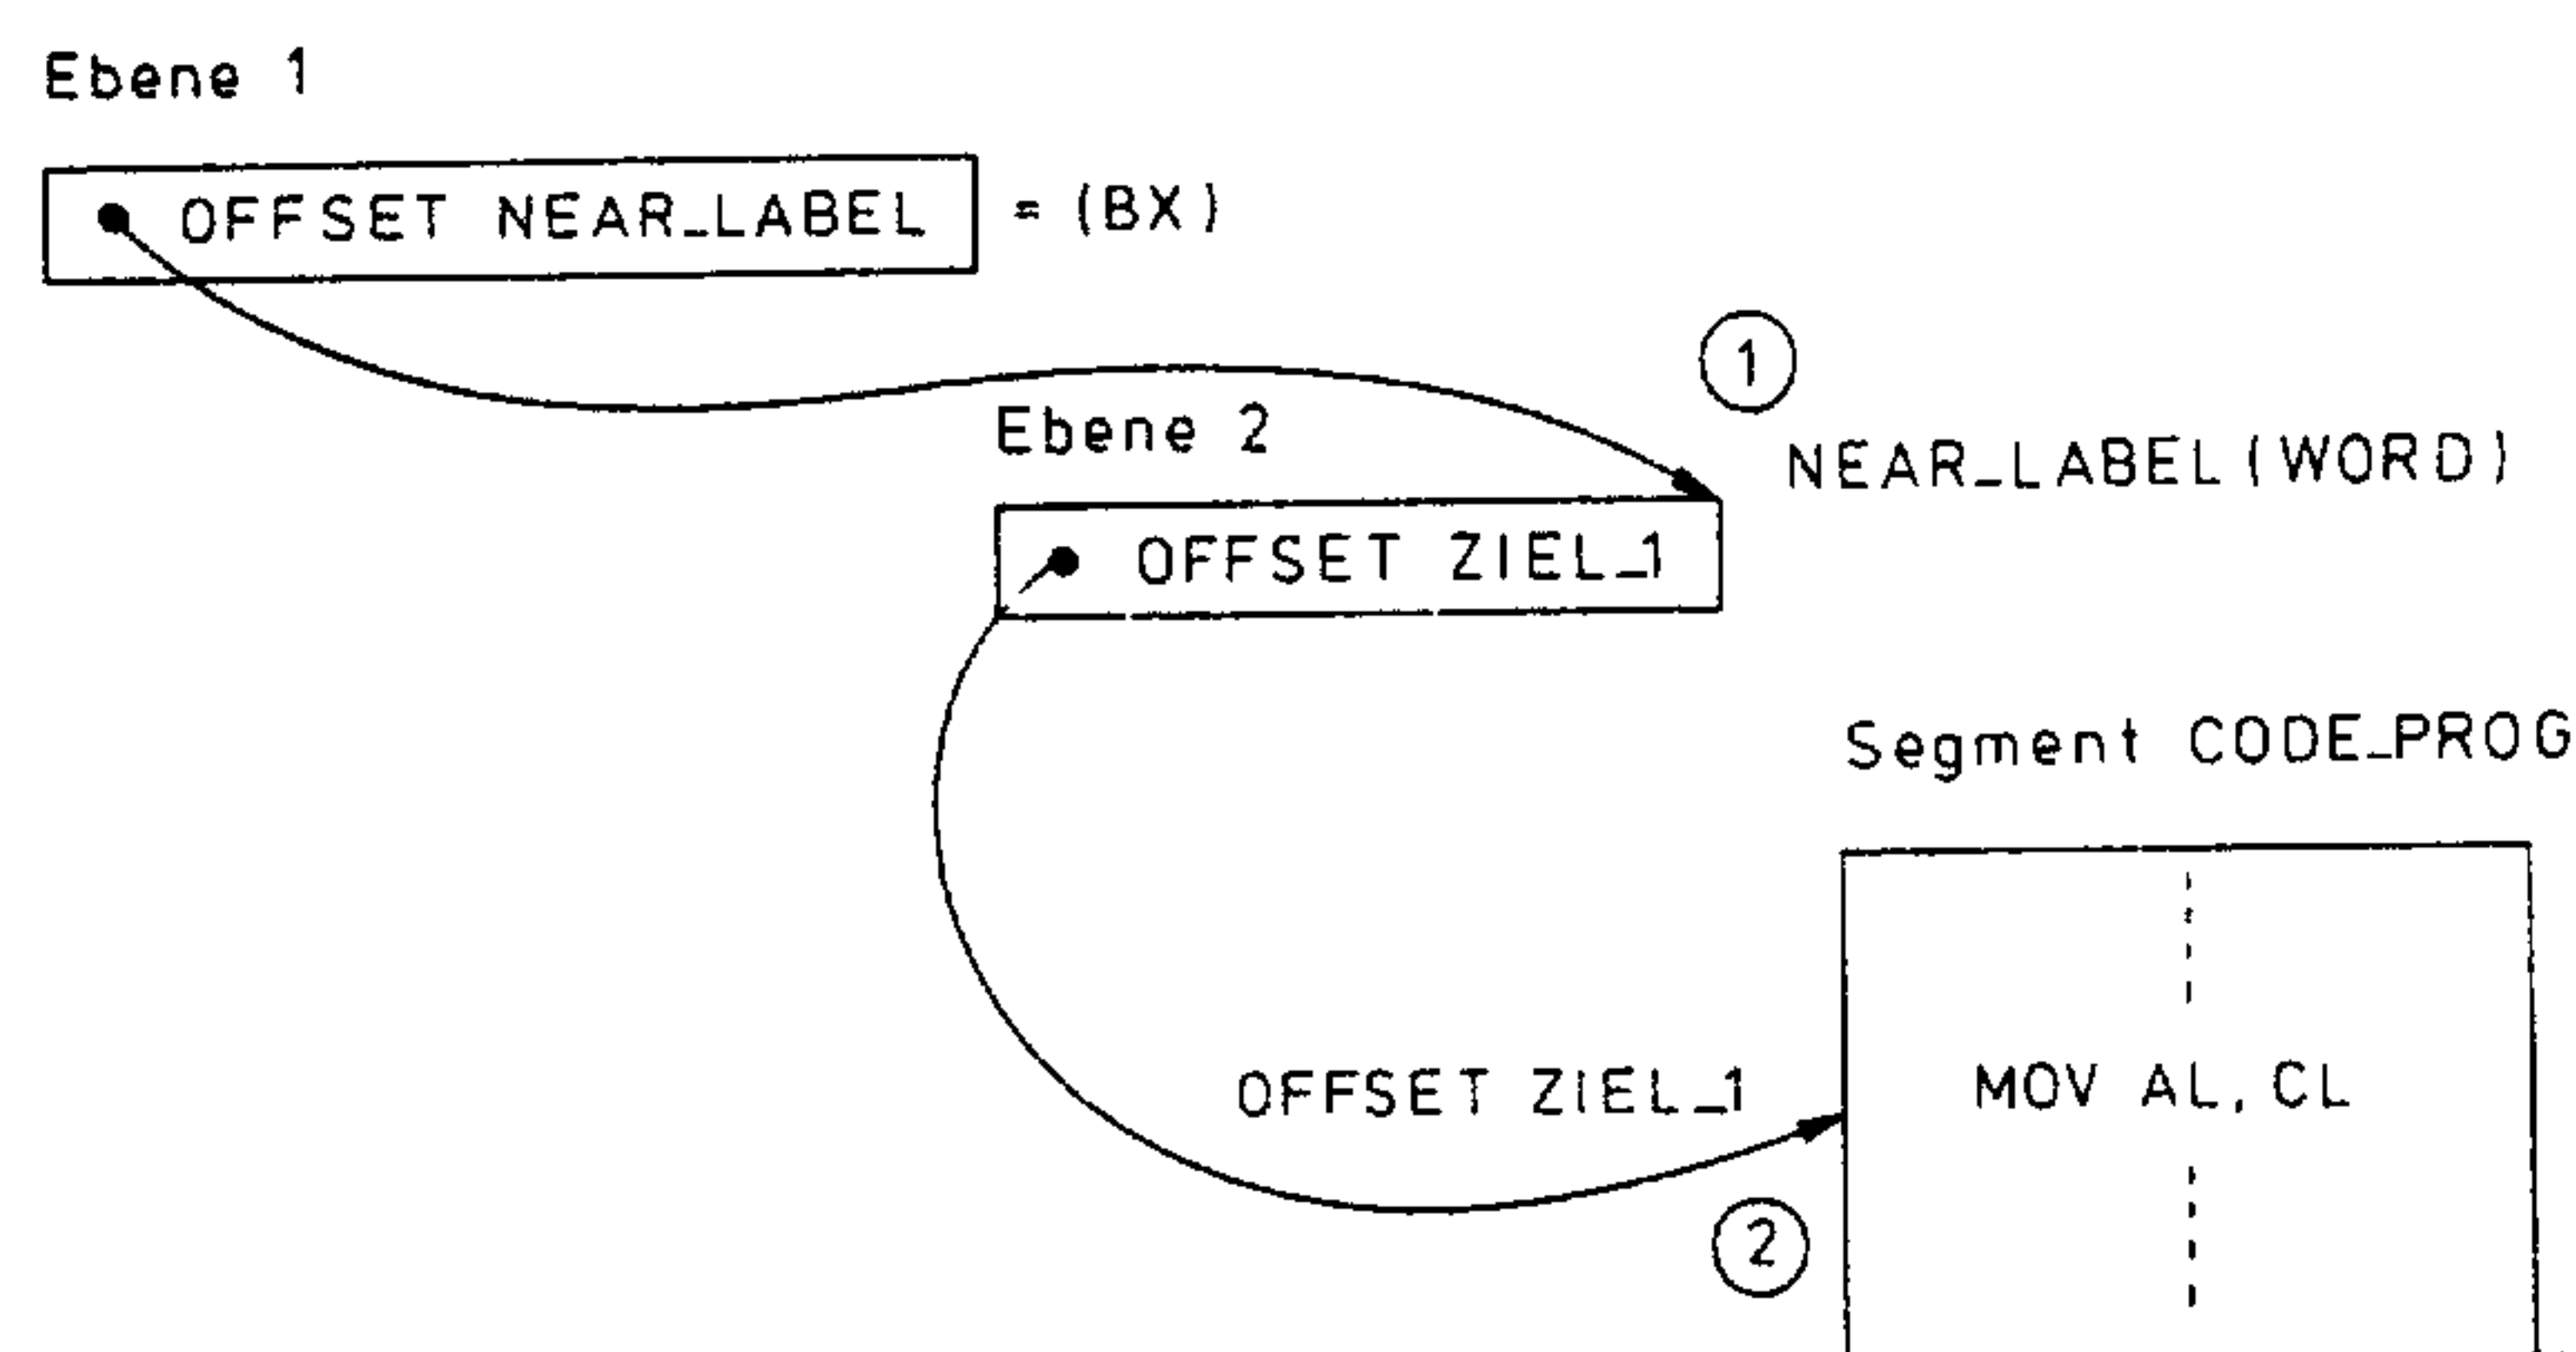 Ebene 1
OFFSET NEAR_LABEL = (BX)
1
Ebene 2
NEAR_LABEL (WORD)
OFFSET ZIEL_1
Segment CODE_PROG
OFFSET ZIEL_1
MOV AL, CL
2